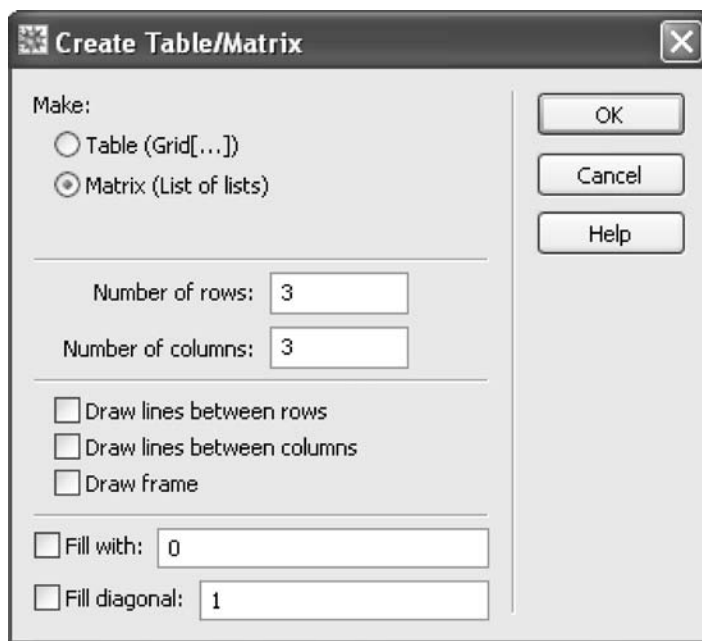 Create Table/Matrix
Make:
Table (Grid[...])
Matrix (List of lists)
OK
Cancel
Help
Number of rows: 3
Number of columns: 3
Draw lines between rows
Draw lines between columns
Draw frame
Fill with: 0
Fill diagonal: 1